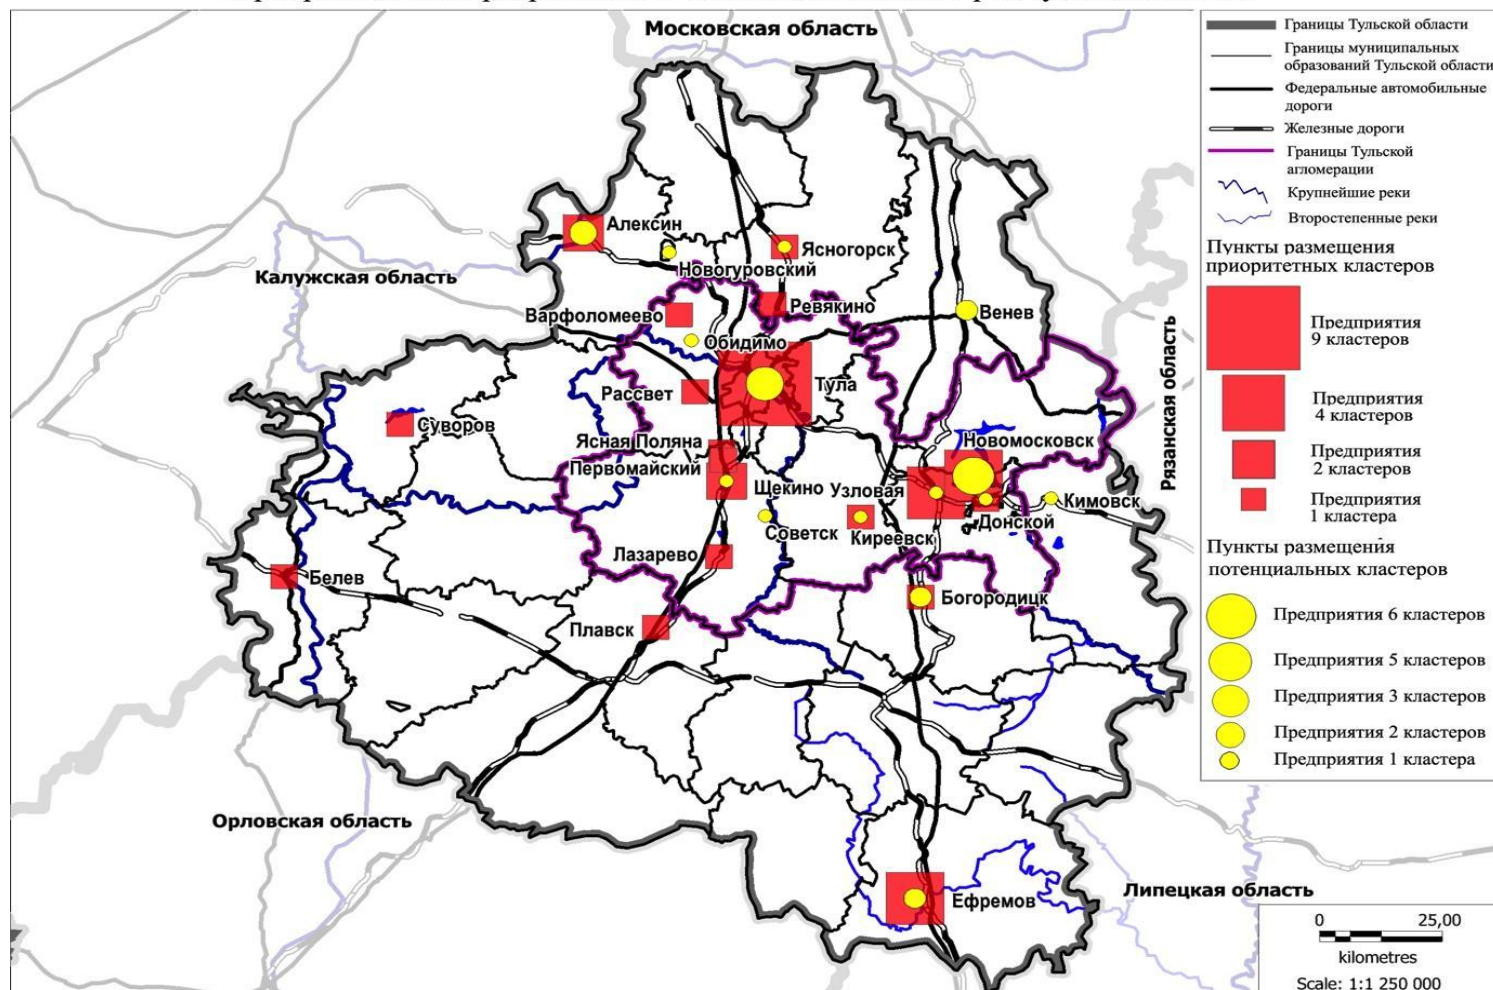 Московская область
Алексин
Ясногорск
Новогуровский
Калужская область
Варфоломеево
Ревякино
Венев
Обидимо
Рассвет
Тула
Рязанская область
Суворов
Ясная Поляна
Новомосковск
Первомайский
Щекино
Узловая
Кимовск
Советск
Киреевск
Донской
Лазарево
Белев
Богородицк
Плавск
Орловская область
Липецкая область
Ефремов
Границы Тульской области
Границы муниципальных
образований Тульской области
Федеральные автомобильные
дороги
Железные дороги
Границы Тульской
агломерации
Крупнейшие реки
Второстепенные реки
Пункты размещения
приоритетных кластеров
Предприятия
9 кластеров
Предприятия
4 кластеров
Предприятия
2 кластеров
Предприятия
1 кластера
Пункты размещения
потенциальных кластеров
Предприятия 6 кластеров
Предприятия 5 кластеров
Предприятия 3 кластеров
Предприятия 2 кластеров
Предприятия 1 кластера
0 25,00
kilometres
Scale: 1:1 250 000